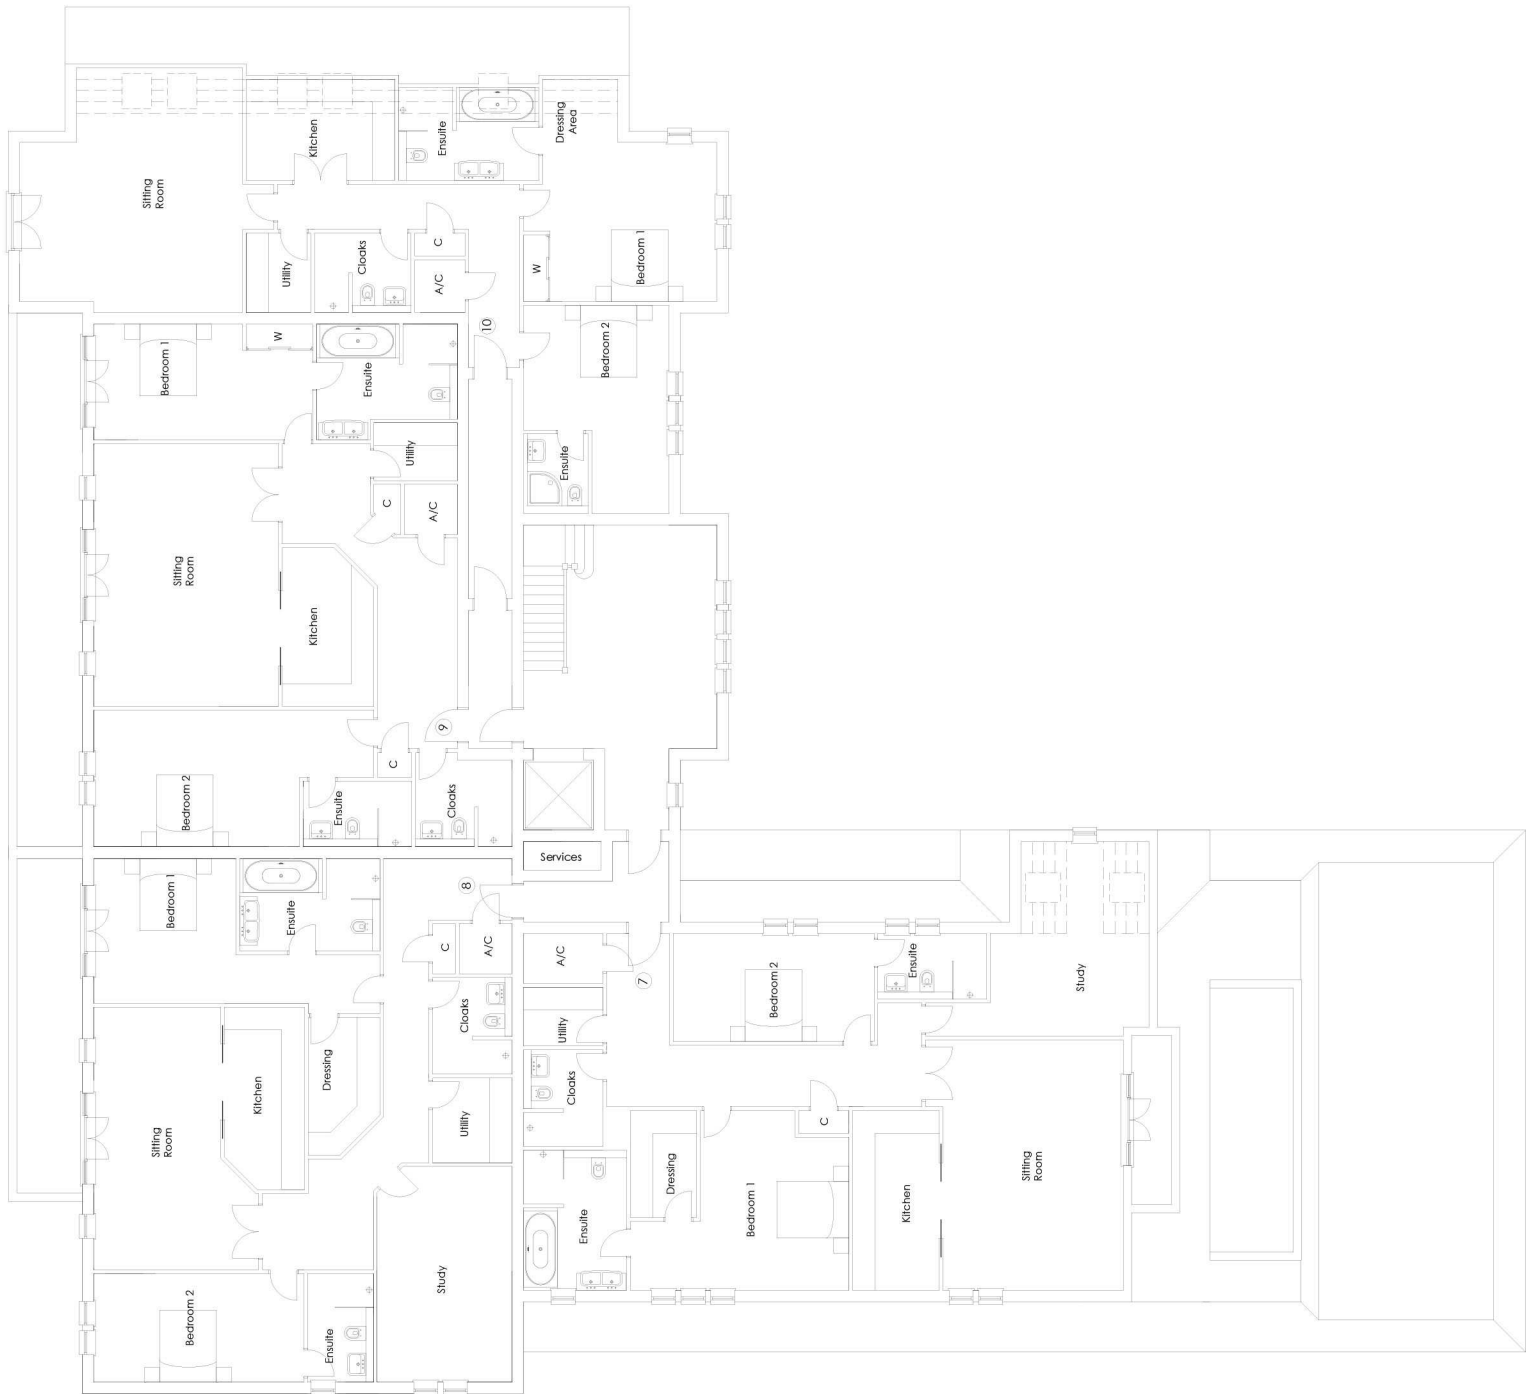 Sitting
Room
Kitchen
Ensuite
Dressing
Area
Utility
Cloaks
C
A/C
W
Bedroom 1
10
Bedroom 2
Ensuite
Bedroom 1
W
Ensuite
Utility
C
A/C
Sitting
Room
Kitchen
9
Bedroom 2
C
Ensuite
Cloaks
Services
8
Bedroom 1
Ensuite
C
A/C
Cloaks
Sitting
Room
Kitchen
Dressing
Utility
Study
Bedroom 2
Ensuite
A/C
7
Bedroom 2
Ensuite
Study
Utility
Cloaks
C
Dressing
Ensuite
Bedroom 1
Kitchen
Sitting
Room